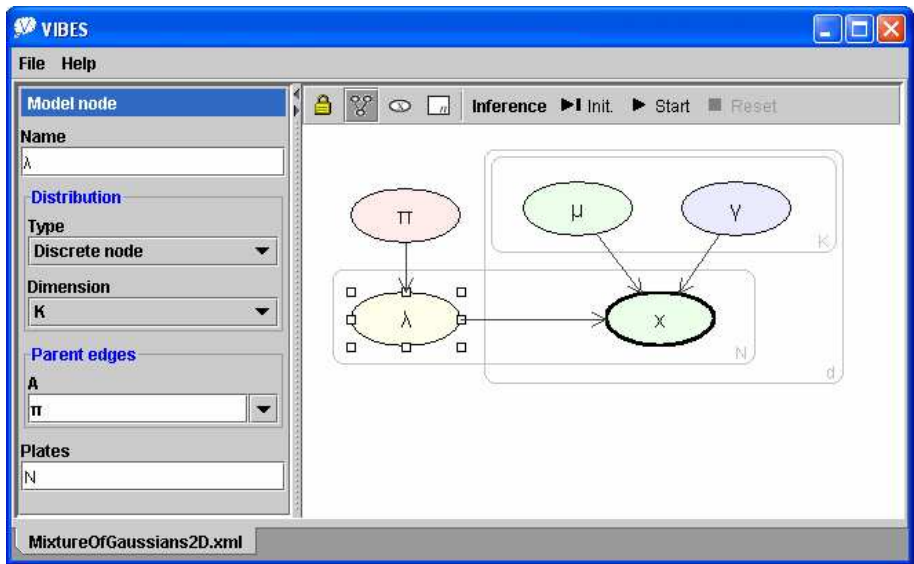 VIBES
File Help
Model node
Name
λ
Distribution
Type
Discrete node
Dimension
K
Parent edges
A
π
Plates
N
n Inference Init. Start Reset
π
μ
γ
K
λ
x
N
d
MixtureOfGaussians2D.xml